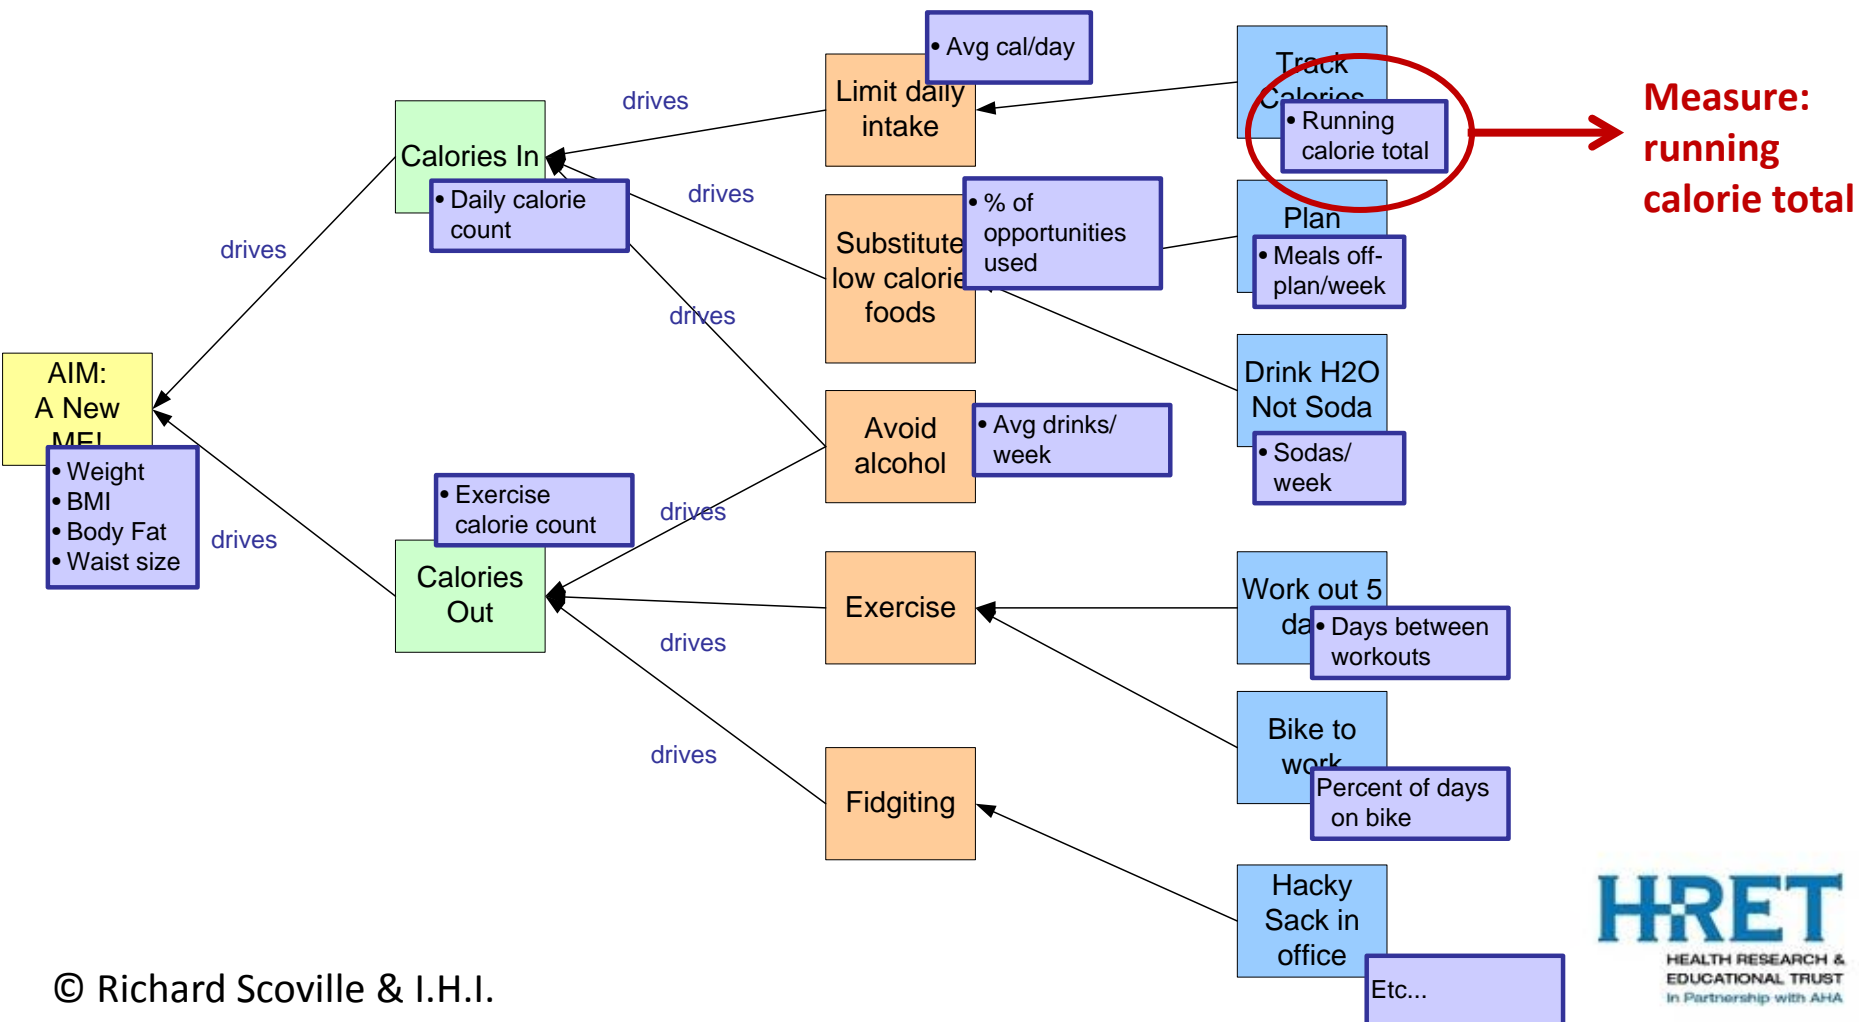 AIM:
A New
ME!
• Weight
• BMI
• Body Fat
• Waist size
drives
drives
Calories In
• Daily calorie
count
• Exercise
calorie count
Calories
Out
drives
drives
drives
drives
drives
drives
Limit daily
intake
• Avg cal/day
Substitute
low calorie
foods
• % of
opportunities
used
Avoid
alcohol
• Avg drinks/
week
Exercise
Fidgiting
Track
Calories
• Running
calorie total
Plan
• Meals off-
plan/week
Drink H2O
Not Soda
• Sodas/
week
Work out 5
da
• Days between
workouts
Bike to
work
Percent of days
on bike
Hacky
Sack in
office
Etc...
Measure:
running
calorie total
© Richard Scoville & I.H.I.
HRET
HEALTH RESEARCH &
EDUCATIONAL TRUST
In Partnership with AHA